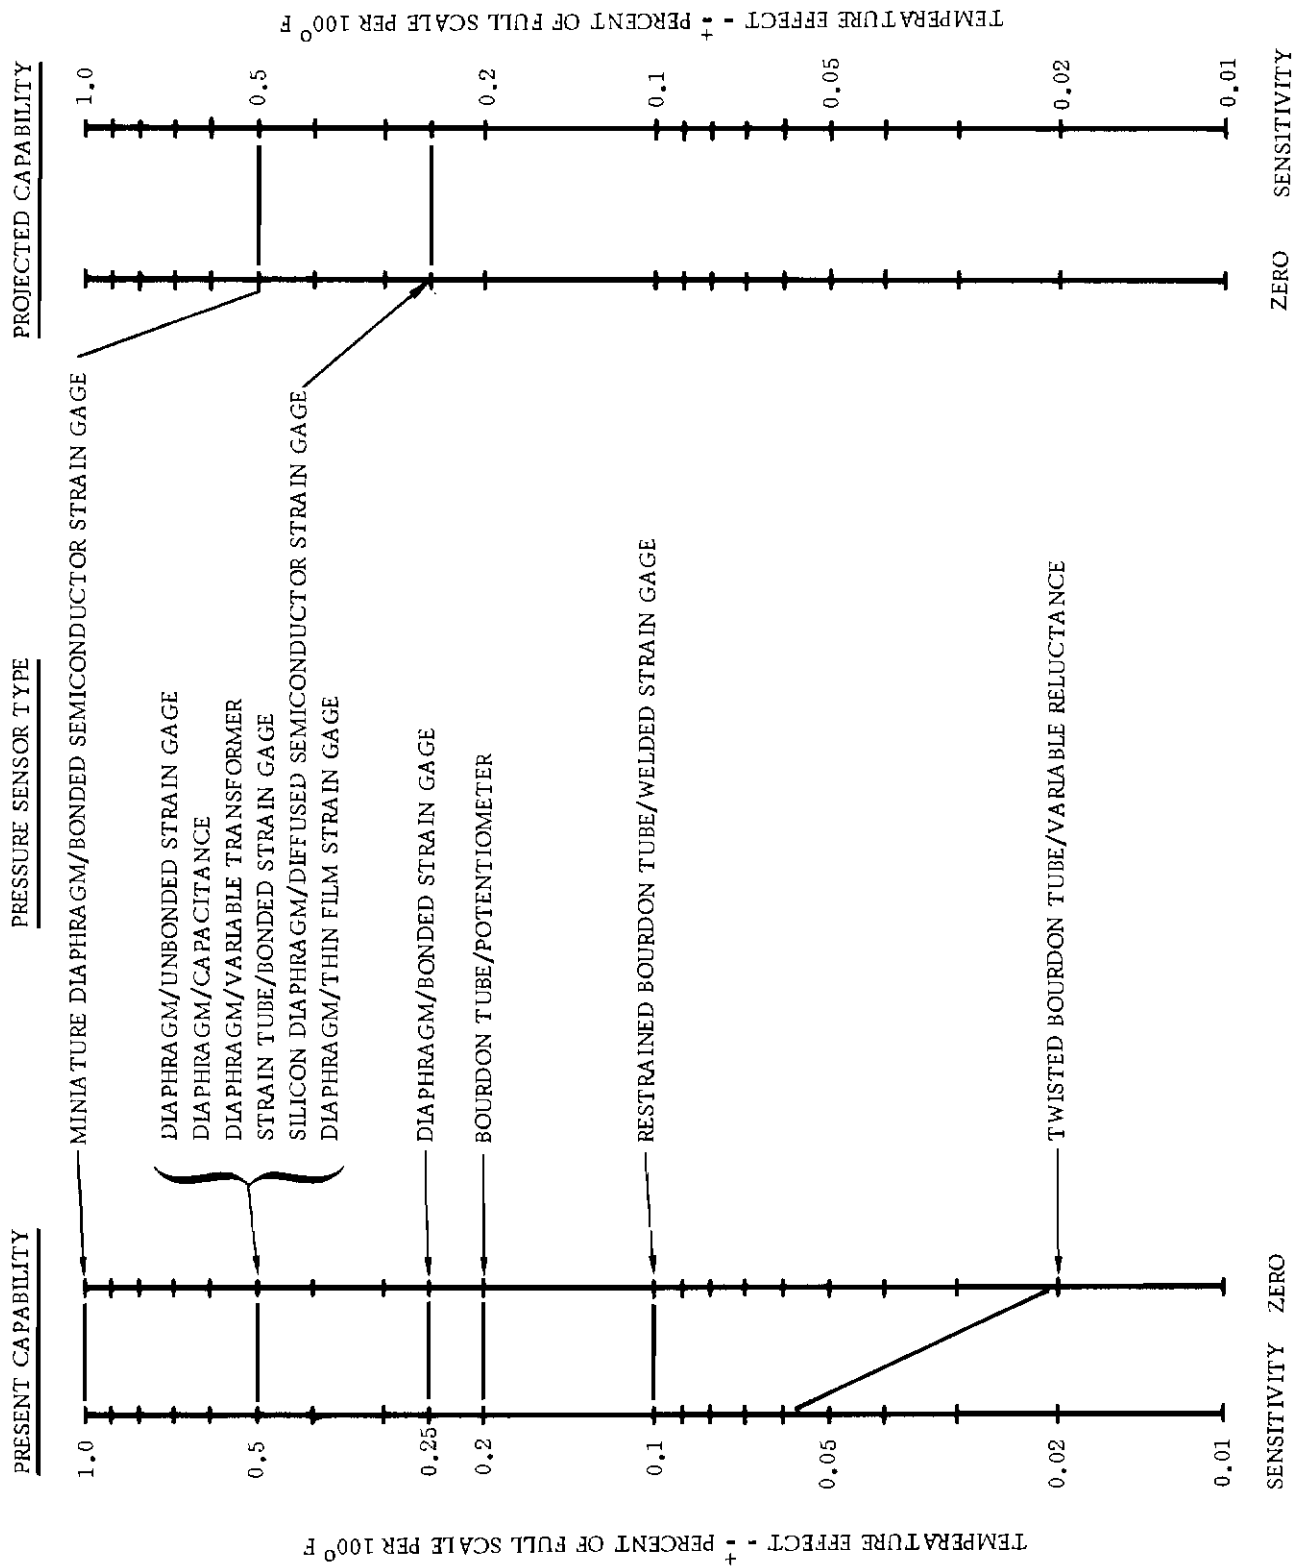 PRESENT CAPABILITY
PRESSURE SENSOR TYPE
PROJECTED CAPABILITY
TEMPERATURE EFFECT - ± PERCENT OF FULL SCALE PER 100°F
1.0
0.5
0.25
0.2
0.1
0.05
0.02
0.01
SENSITIVITY ZERO
MINIATURE DIAPHRAGM/BONDED SEMICONDUCTOR STRAIN GAGE
DIAPHRAGM/UNBONDED STRAIN GAGE
DIAPHRAGM/CAPACITANCE
DIAPHRAGM/VARIABLE TRANSFORMER
STRAIN TUBE/BONDED STRAIN GAGE
SILICON DIAPHRAGM/DIFFUSED SEMICONDUCTOR STRAIN GAGE
DIAPHRAGM/THIN FILM STRAIN GAGE
DIAPHRAGM/BONDED STRAIN GAGE
BOURDON TUBE/POTENTIOMETER
RESTRAINED BOURDON TUBE/WELDED STRAIN GAGE
TWISTED BOURDON TUBE/VARIABLE RELUCTANCE
1.0
0.5
0.2
0.1
0.05
0.02
0.01
ZERO SENSITIVITY
TEMPERATURE EFFECT - ± PERCENT OF FULL SCALE PER 100°F